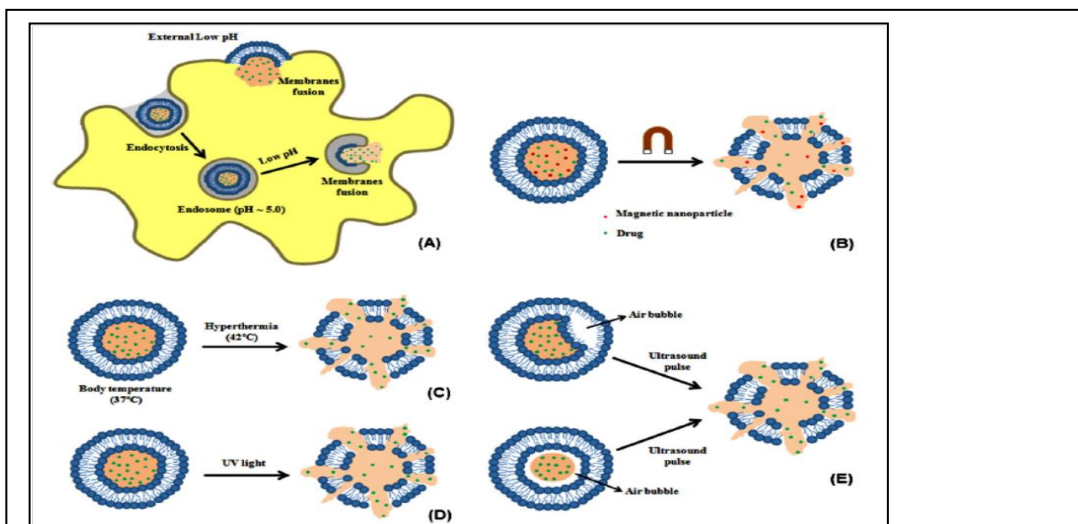 External Low pH
Membranes
fusion
Endocytosis
Low pH
Membranes
fusion
Endosome (pH ~ 5.0)
(A)
Magnetic nanoparticle
Drug
(B)
Hyperthermia
(42°C)
Body temperature
(37°C)
(C)
UV light
(D)
Air bubble
Ultrasound
pulse
Ultrasound
pulse
Air bubble
(E)